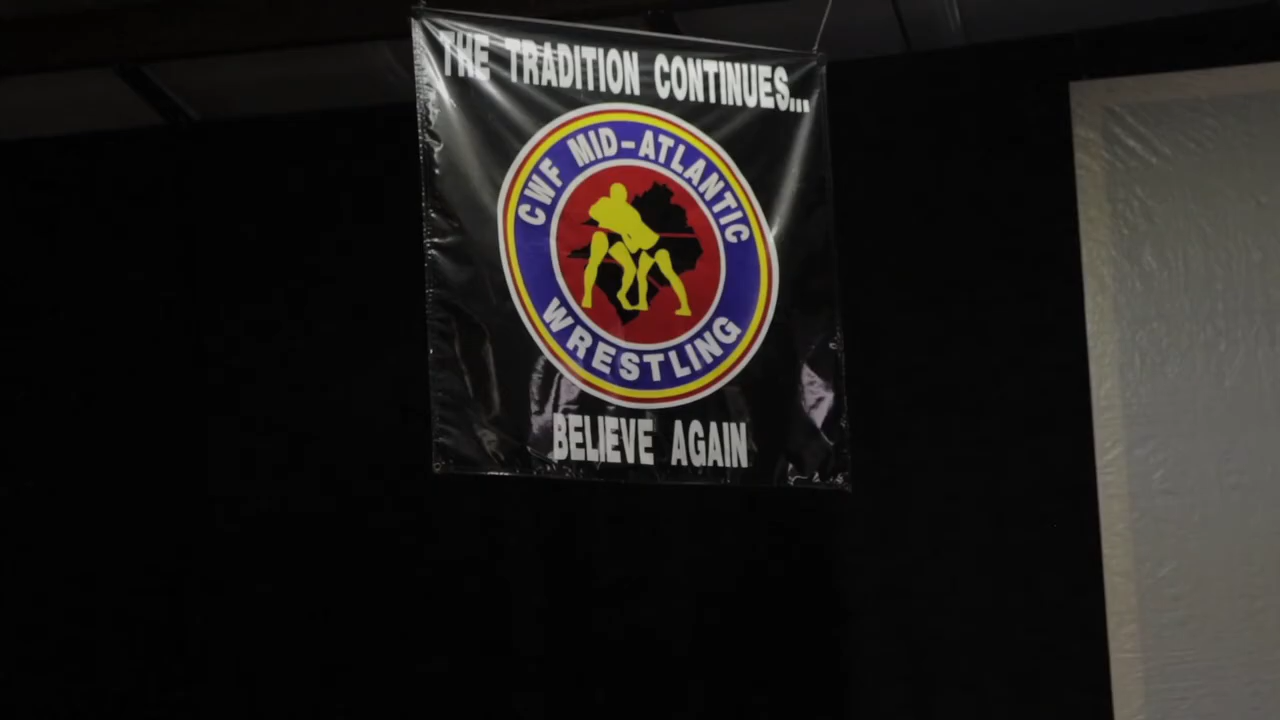 THE TRADITION CONTINUES...
CWF MID-ATLANTIC
WRESTLING
BELIEVE AGAIN